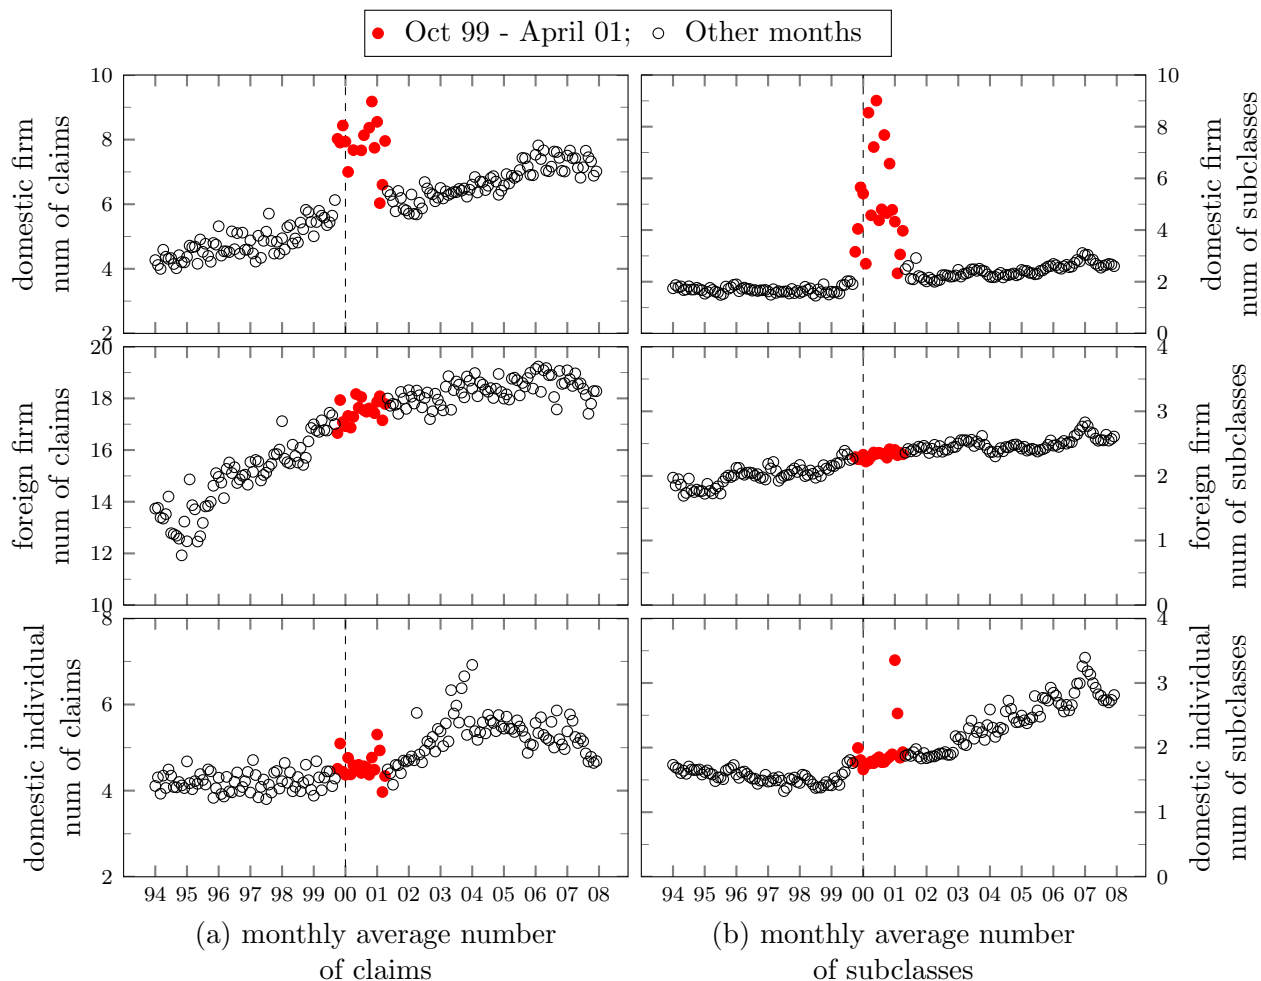 Oct 99 - April 01; Other months
domestic firm
num of claims
10
8
6
4
2
10
8
6
4
2
0
domestic firm
num of subclasses
foreign firm
num of claims
20
18
16
14
12
10
4
3
2
1
0
foreign firm
num of subclasses
domestic individual
num of claims
8
6
4
2
4
3
2
1
0
domestic individual
num of subclasses
94 95 96 97 98 99 00 01 02 03 04 05 06 07 08
94 95 96 97 98 99 00 01 02 03 04 05 06 07 08
(a) monthly average number
of claims
(b) monthly average number
of subclasses